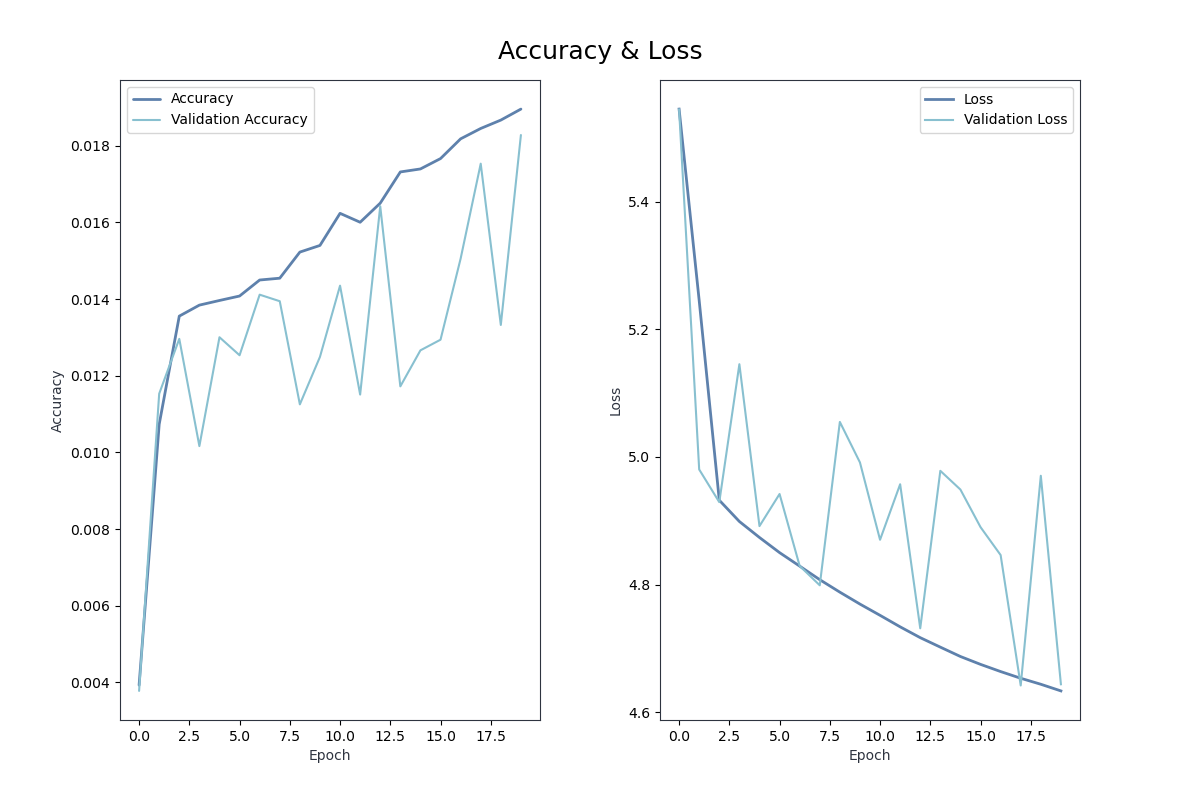 Accuracy & Loss
Accuracy
Validation Accuracy
0.018
0.016
0.014
0.012
0.010
0.008
0.006
0.004
Accuracy
0.0 2.5 5.0 7.5 10.0 12.5 15.0 17.5
Epoch
Loss
Validation Loss
5.4
5.2
5.0
4.8
4.6
Loss
0.0 2.5 5.0 7.5 10.0 12.5 15.0 17.5
Epoch